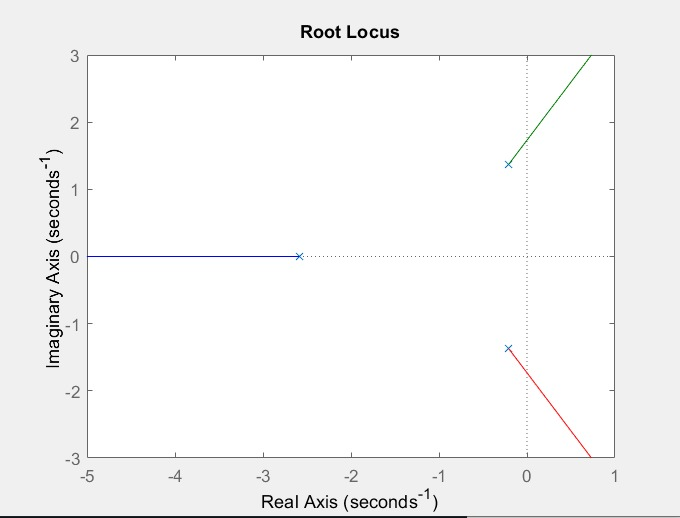 Root Locus
3
2
1
0
-1
-2
-3
Imaginary Axis (seconds⁻¹)
-5 -4 -3 -2 -1 0 1
Real Axis (seconds⁻¹)